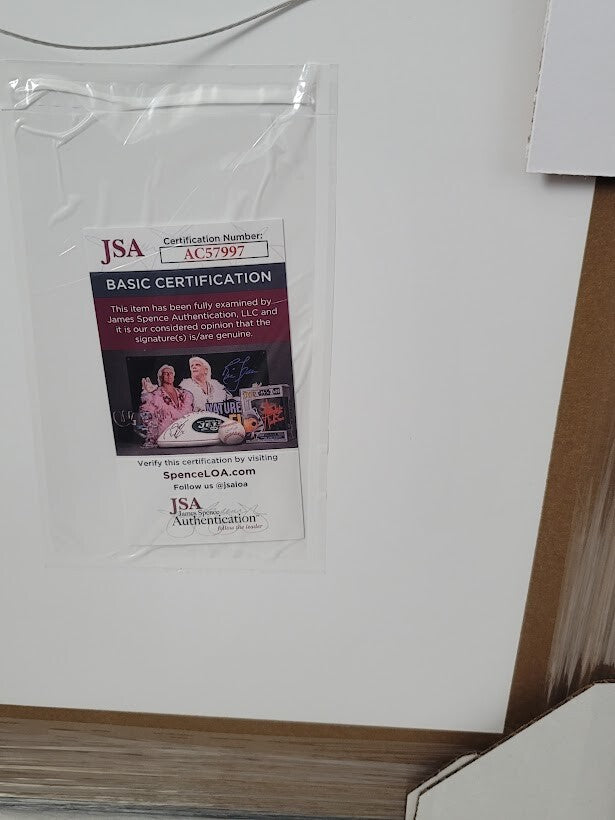 JSA
Certification Number:
AC57997
BASIC CERTIFICATION
This item has been fully examined by
James Spence Authentication, LLC and
it is our considered opinion that the
signature(s) is/are genuine.
NATURE
JETS
Verify this certification by visiting
SpenceLOA.com
Follow us @jsaloa
JSA
James Spence
Authentication
follow the leader